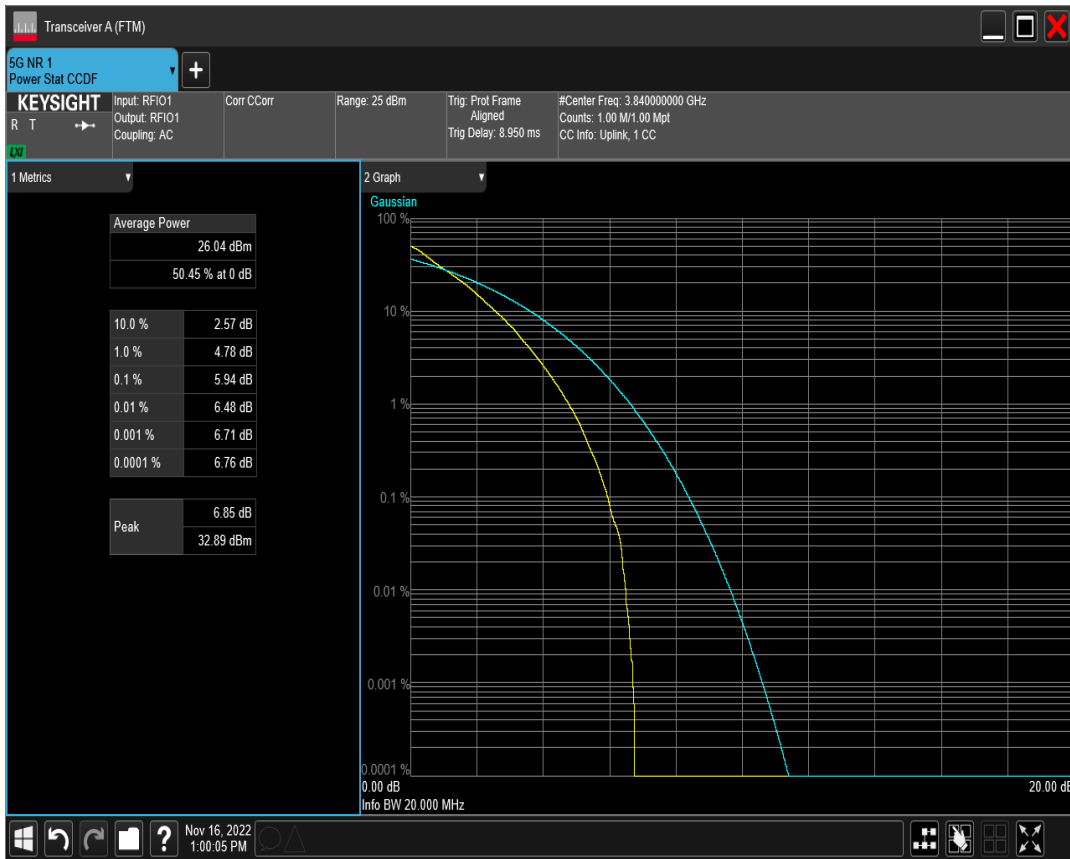 Transceiver A (FTM)
5G NR 1
Power Stat CCDF
+
KEYSIGHT
R T
LXI
Input: RFIO1
Output: RFIO1
Coupling: AC
Corr CCorr
Range: 25 dBm
Trig: Prot Frame
Aligned
Trig Delay: 8.950 ms
#Center Freq: 3.840000000 GHz
Counts: 1.00 M/1.00 Mpt
CC Info: Uplink, 1 CC
1 Metrics
Average Power
26.04 dBm
50.45 % at 0 dB
10.0 % 2.57 dB
1.0 % 4.78 dB
0.1 % 5.94 dB
0.01 % 6.48 dB
0.001 % 6.71 dB
0.0001 % 6.76 dB
Peak
6.85 dB
32.89 dBm
2 Graph
Gaussian
100 %
10 %
1 %
0.1 %
0.01 %
0.001 %
0.0001 %
0.00 dB 20.00 dB
Info BW 20.000 MHz
?
Nov 16, 2022
1:00:05 PM